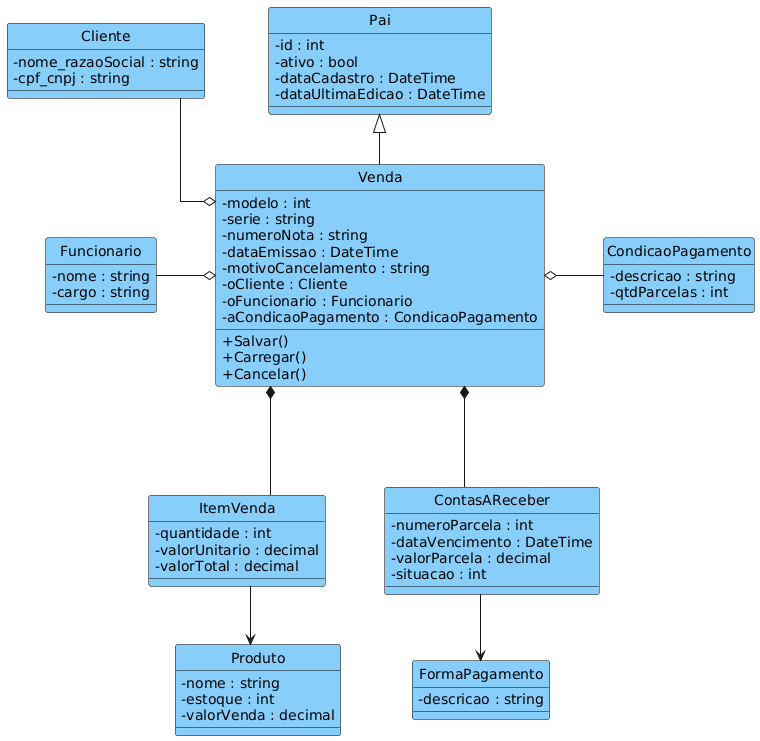 Cliente
-nome_razaoSocial : string
-cpf_cnpj : string
Pai
-id : int
-ativo : bool
-dataCadastro : DateTime
-dataUltimaEdicao : DateTime
Venda
-modelo : int
-serie : string
-numeroNota : string
-dataEmissao : DateTime
-motivoCancelamento : string
-oCliente : Cliente
-oFuncionario : Funcionario
-aCondicaoPagamento : CondicaoPagamento
+Salvar()
+Carregar()
+Cancelar()
Funcionario
-nome : string
-cargo : string
CondicaoPagamento
-descricao : string
-qtdParcelas : int
ItemVenda
-quantidade : int
-valorUnitario : decimal
-valorTotal : decimal
ContasAReceber
-numeroParcela : int
-dataVencimento : DateTime
-valorParcela : decimal
-situacao : int
Produto
-nome : string
-estoque : int
-valorVenda : decimal
FormaPagamento
-descricao : string